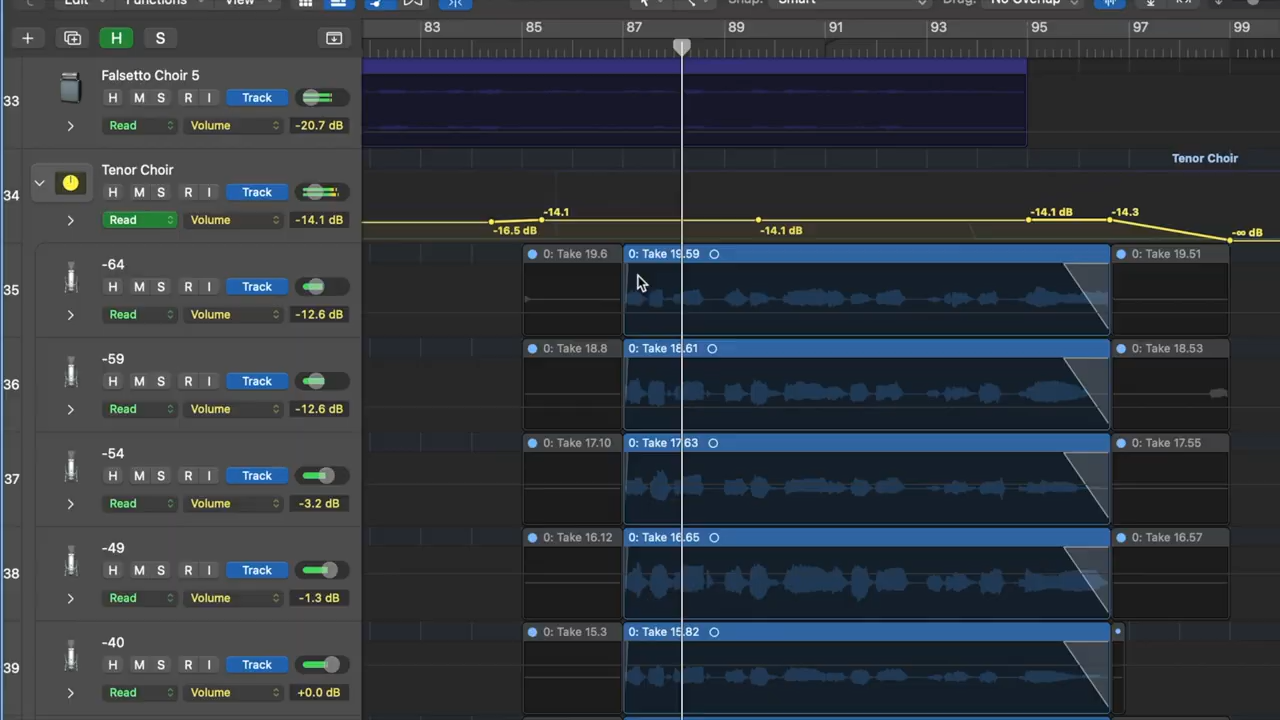 Edit Functions View Snap: Smart Drag: No Overlap
H S
83 85 87 89 91 93 95 97 99
33
Falsetto Choir 5
H M S R I Track
Read Volume -20.7 dB
34
Tenor Choir
H M S R I Track
Read Volume -14.1 dB
Tenor Choir
-16.5 dB -14.1 -14.1 dB -14.1 dB -14.3 -∞ dB
35
-64
H M S R I Track
Read Volume -12.6 dB
0: Take 19.6 0: Take 19.59 0: Take 19.51
36
-59
H M S R I Track
Read Volume -12.6 dB
0: Take 18.8 0: Take 18.61 0: Take 18.53
37
-54
H M S R I Track
Read Volume -3.2 dB
0: Take 17.10 0: Take 17.63 0: Take 17.55
38
-49
H M S R I Track
Read Volume -1.3 dB
0: Take 16.12 0: Take 16.65 0: Take 16.57
39
-40
H M S R I Track
Read Volume +0.0 dB
0: Take 15.3 0: Take 15.82